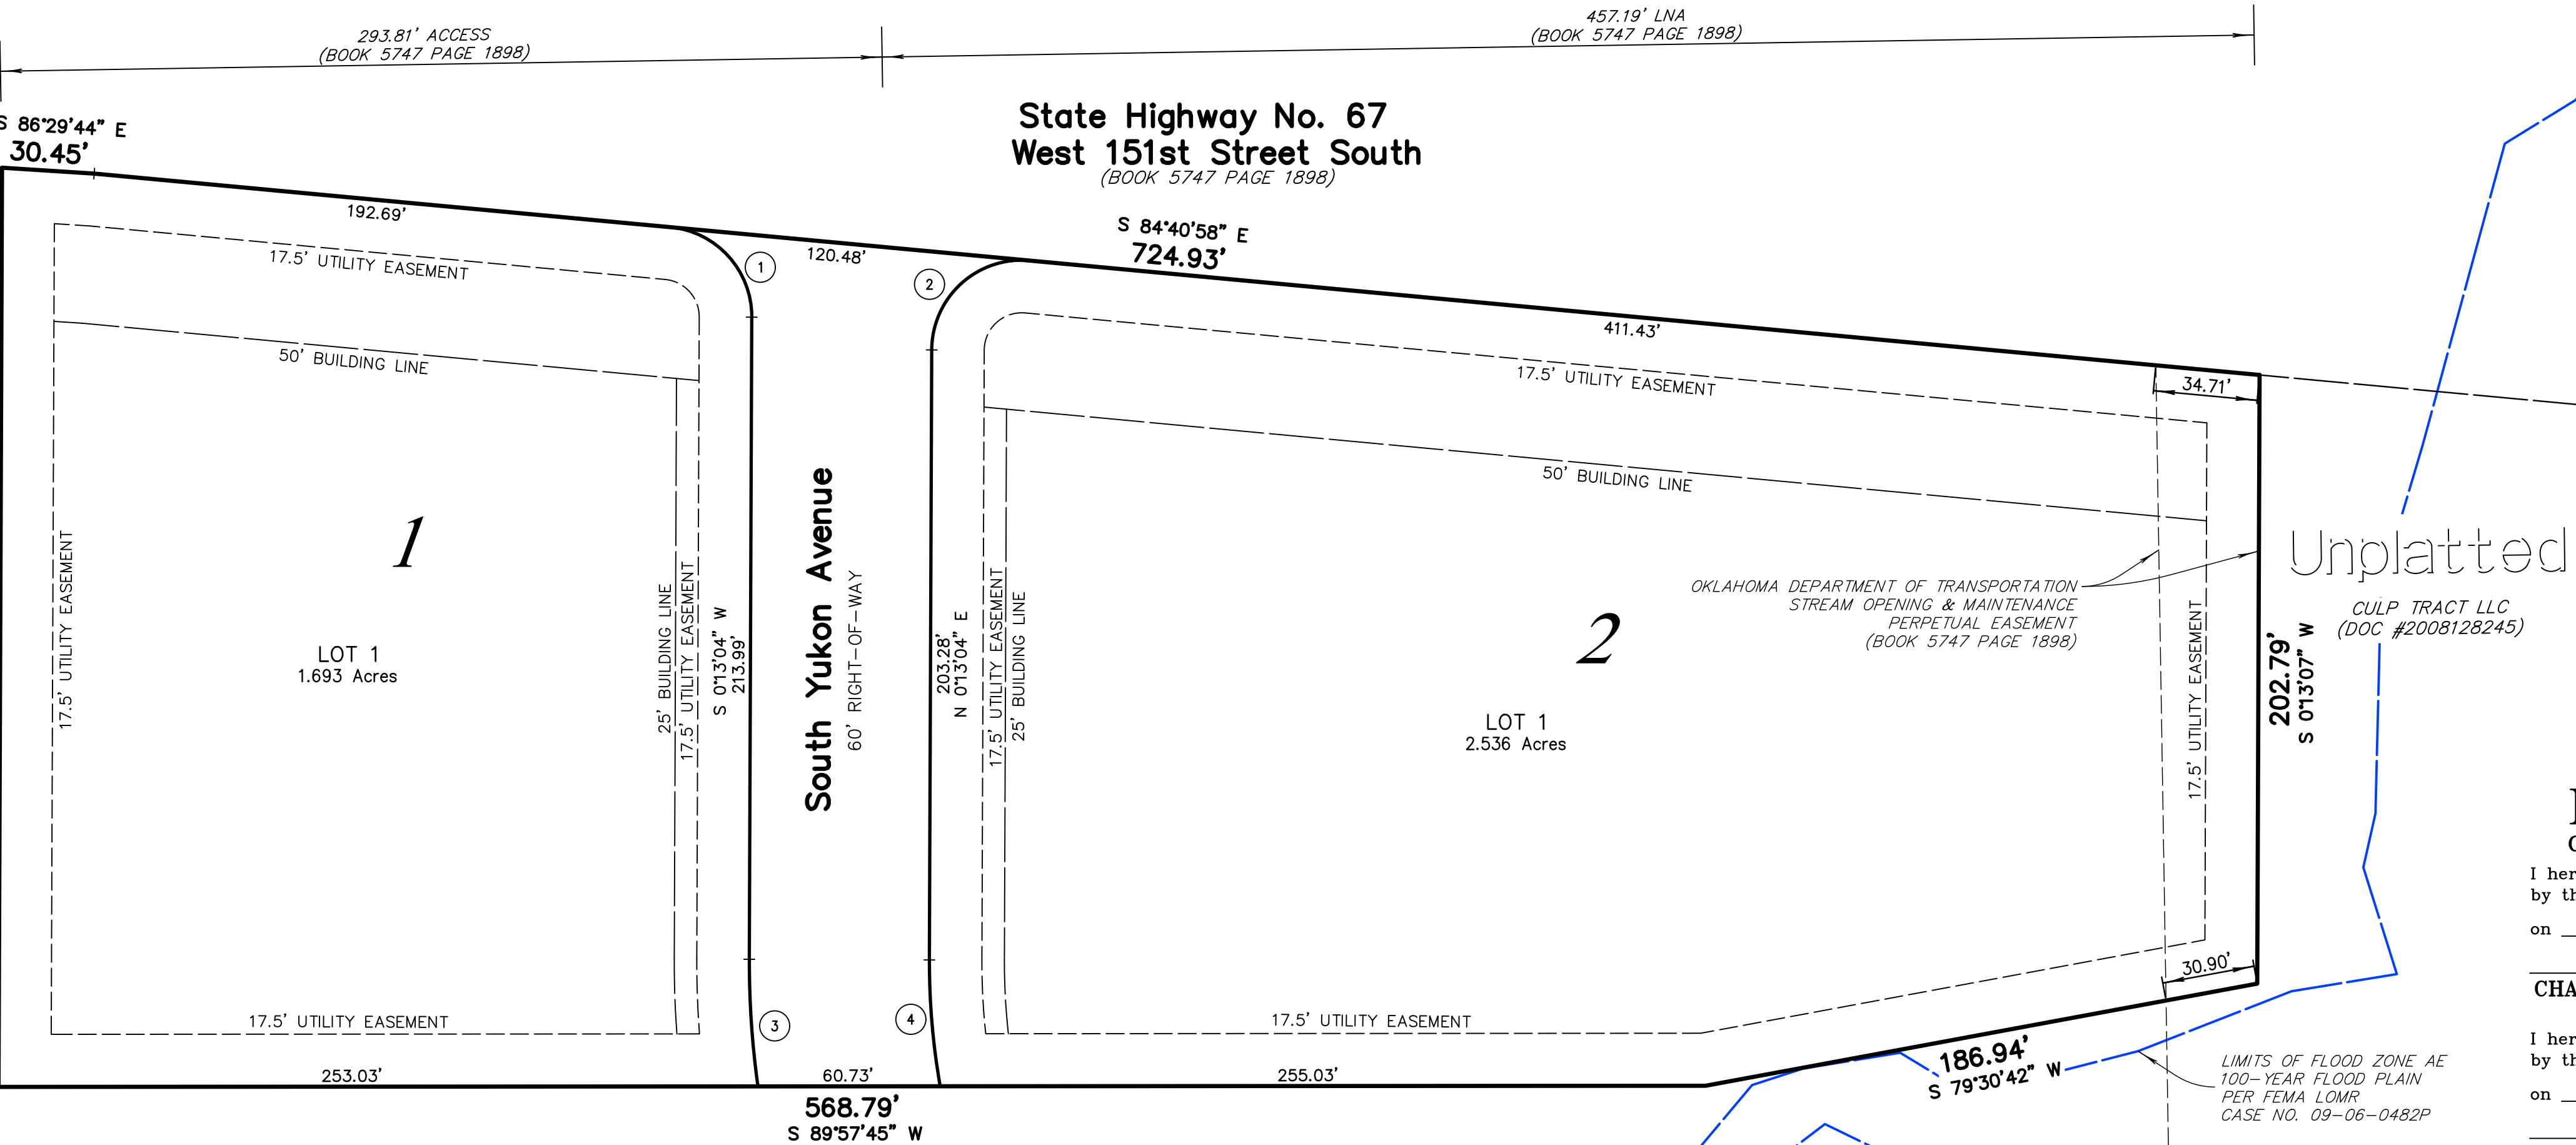 293.81' ACCESS
(BOOK 5747 PAGE 1898)
457.19' LNA
(BOOK 5747 PAGE 1898)
State Highway No. 67
West 151st Street South
(BOOK 5747 PAGE 1898)
S 86°29'44" E
30.45'
192.69'
120.48'
S 84°40'58" E
724.93'
411.43'
34.71'
17.5' UTILITY EASEMENT
50' BUILDING LINE
1
2
17.5' UTILITY EASEMENT
50' BUILDING LINE
1
LOT 1
1.693 Acres
17.5' UTILITY EASEMENT
25' BUILDING LINE
17.5' UTILITY EASEMENT
S 0°13'04" W
213.99'
South Yukon Avenue
60' RIGHT-OF-WAY
203.28'
N 0°13'04" E
17.5' UTILITY EASEMENT
25' BUILDING LINE
2
LOT 1
2.536 Acres
OKLAHOMA DEPARTMENT OF TRANSPORTATION
STREAM OPENING & MAINTENANCE
PERPETUAL EASEMENT
(BOOK 5747 PAGE 1898)
17.5' UTILITY EASEMENT
202.79'
S 0°13'07" W
Unplatted
CULP TRACT LLC
(DOC #2008128245)
17.5' UTILITY EASEMENT
3
4
17.5' UTILITY EASEMENT
30.90'
253.03'
60.73'
255.03'
568.79'
S 89°57'45" W
186.94'
S 79°30'42" W
LIMITS OF FLOOD ZONE AE
100-YEAR FLOOD PLAIN
PER FEMA LOMR
CASE NO. 09-06-0482P
I her
by th
on
CHA
I her
by th
on